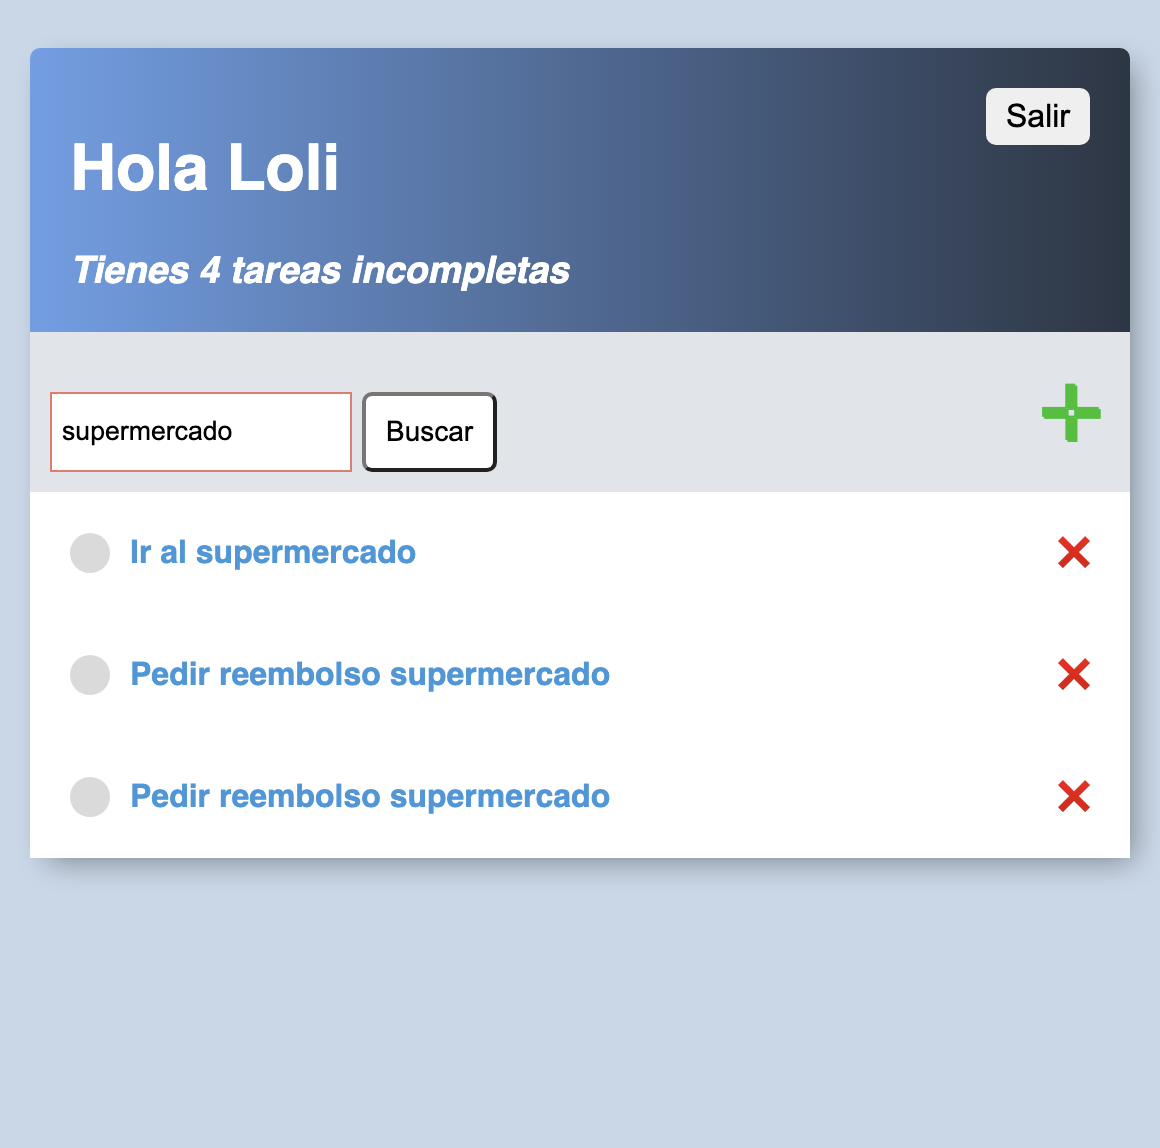 Salir
Hola Loli
Tienes 4 tareas incompletas
supermercado
Buscar
Ir al supermercado
Pedir reembolso supermercado
Pedir reembolso supermercado